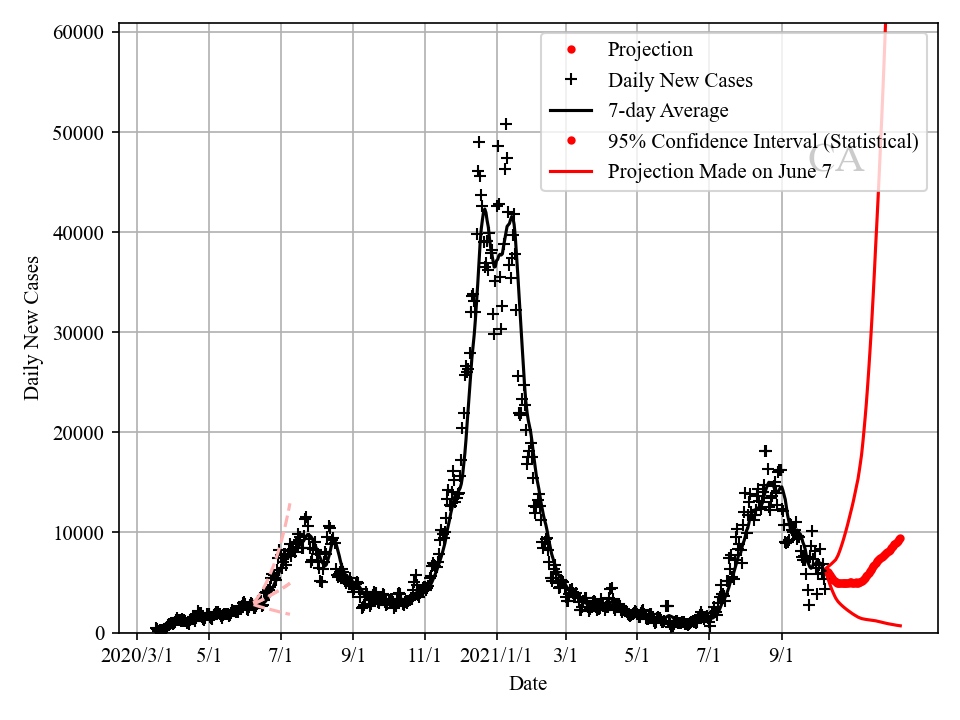 60000
50000
40000
30000
20000
10000
0
Daily New Cases
Projection
Daily New Cases
7-day Average
95% Confidence Interval (Statistical)
Projection Made on June 7
CA
2020/3/1 5/1 7/1 9/1 11/1 2021/1/1 3/1 5/1 7/1 9/1
Date